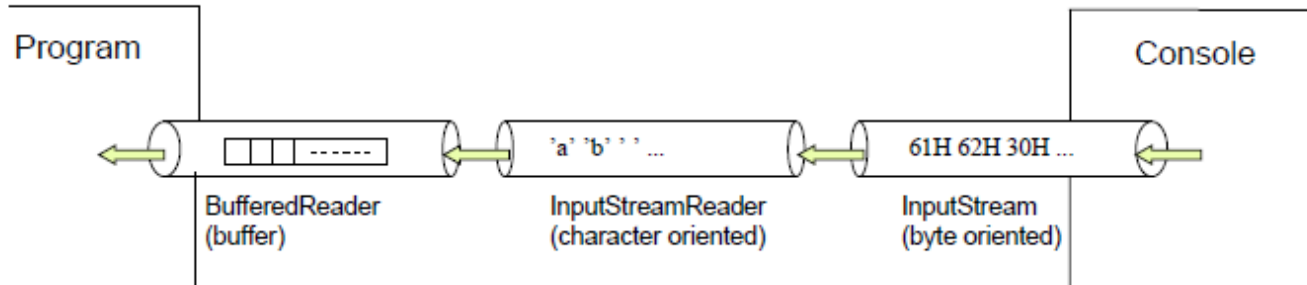 Program
Console
------
’a’ ’b’ ’ ’ ...
61H 62H 30H ...
BufferedReader
(buffer)
InputStreamReader
(character oriented)
InputStream
(byte oriented)